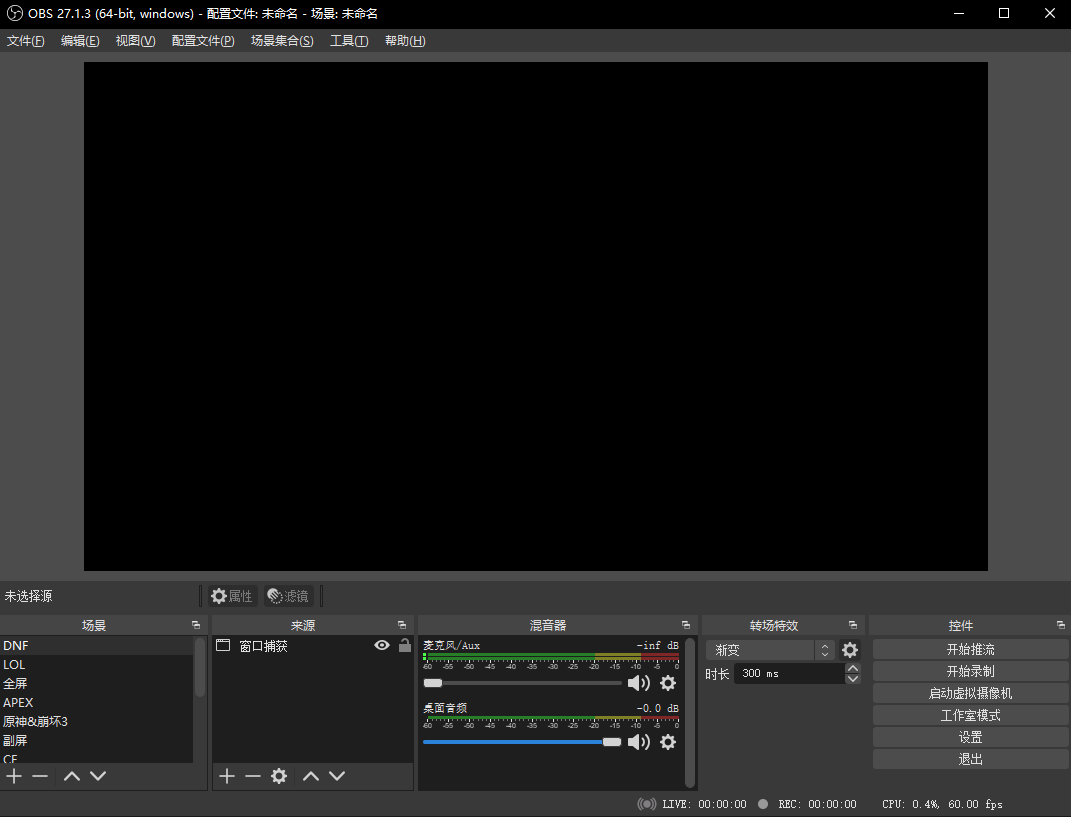 OBS 27.1.3 (64-bit, windows) - 配置文件: 未命名 - 场景: 未命名
文件(F) 编辑(E) 视图(V) 配置文件(P) 场景集合(S) 工具(T) 帮助(H)
未选择源 属性 滤镜
场景 来源 混音器 转场特效 控件
DNF
LOL
全屏
APEX
原神&崩坏3
副屏
CF
窗口捕获
麦克风/Aux -inf dB
-60 -55 -50 -45 -40 -35 -30 -25 -20 -15 -10 -5 0
桌面音频 -0.0 dB
-60 -55 -50 -45 -40 -35 -30 -25 -20 -15 -10 -5 0
渐变
时长 300 ms
开始推流
开始录制
启动虚拟摄像机
工作室模式
设置
退出
LIVE: 00:00:00 REC: 00:00:00 CPU: 0.4%, 60.00 fps